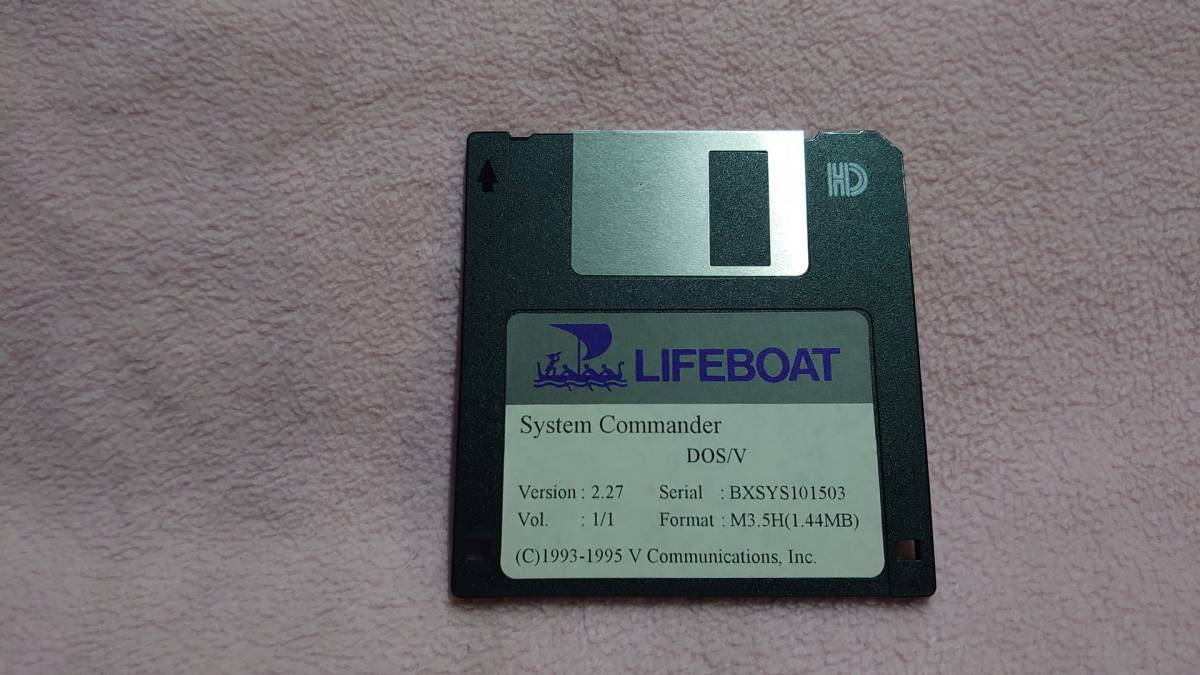 HD
LIFEBOAT
System Commander
DOS/V
Version : 2.27 Serial : BXSYS101503
Vol. : 1/1 Format : M3.5H(1.44MB)
(C)1993-1995 V Communications, Inc.